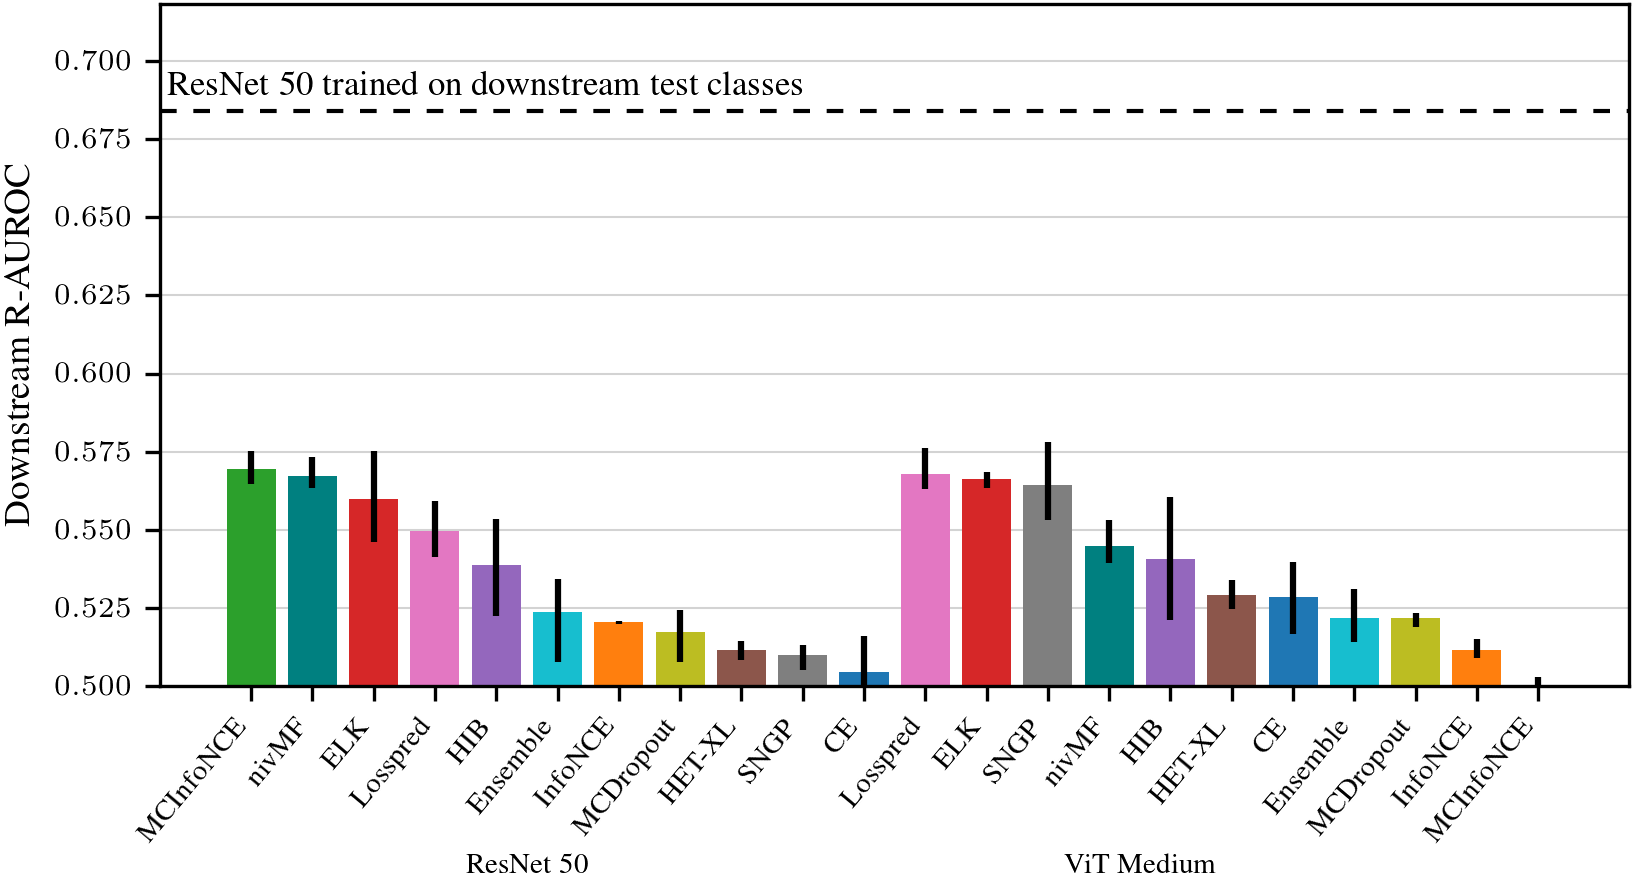 Downstream R-AUROC
0.700
0.675
0.650
0.625
0.600
0.575
0.550
0.525
0.500
ResNet 50 trained on downstream test classes
MCInfoNCE
nivMF
ELK
Losspred
HIB
Ensemble
InfoNCE
MCDropout
HET-XL
SNGP
CE
Losspred
ELK
SNGP
nivMF
HIB
HET-XL
CE
Ensemble
MCDropout
InfoNCE
MCInfoNCE
ResNet 50
ViT Medium